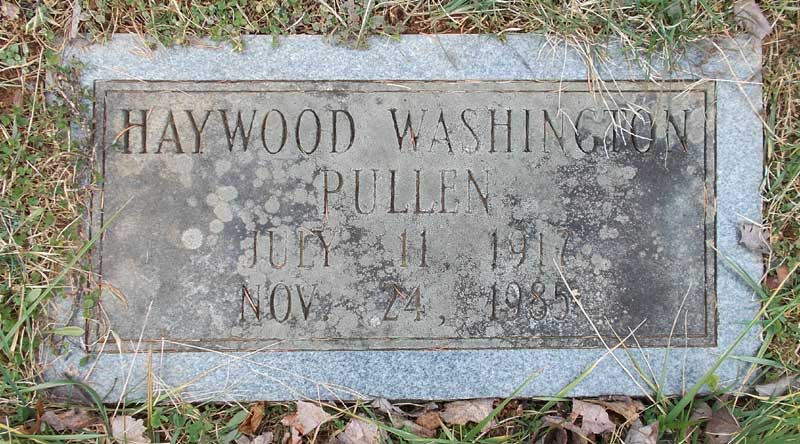 HAYWOOD WASHINGTON
PULLEN
JULY 11, 1917
NOV. 24, 1985